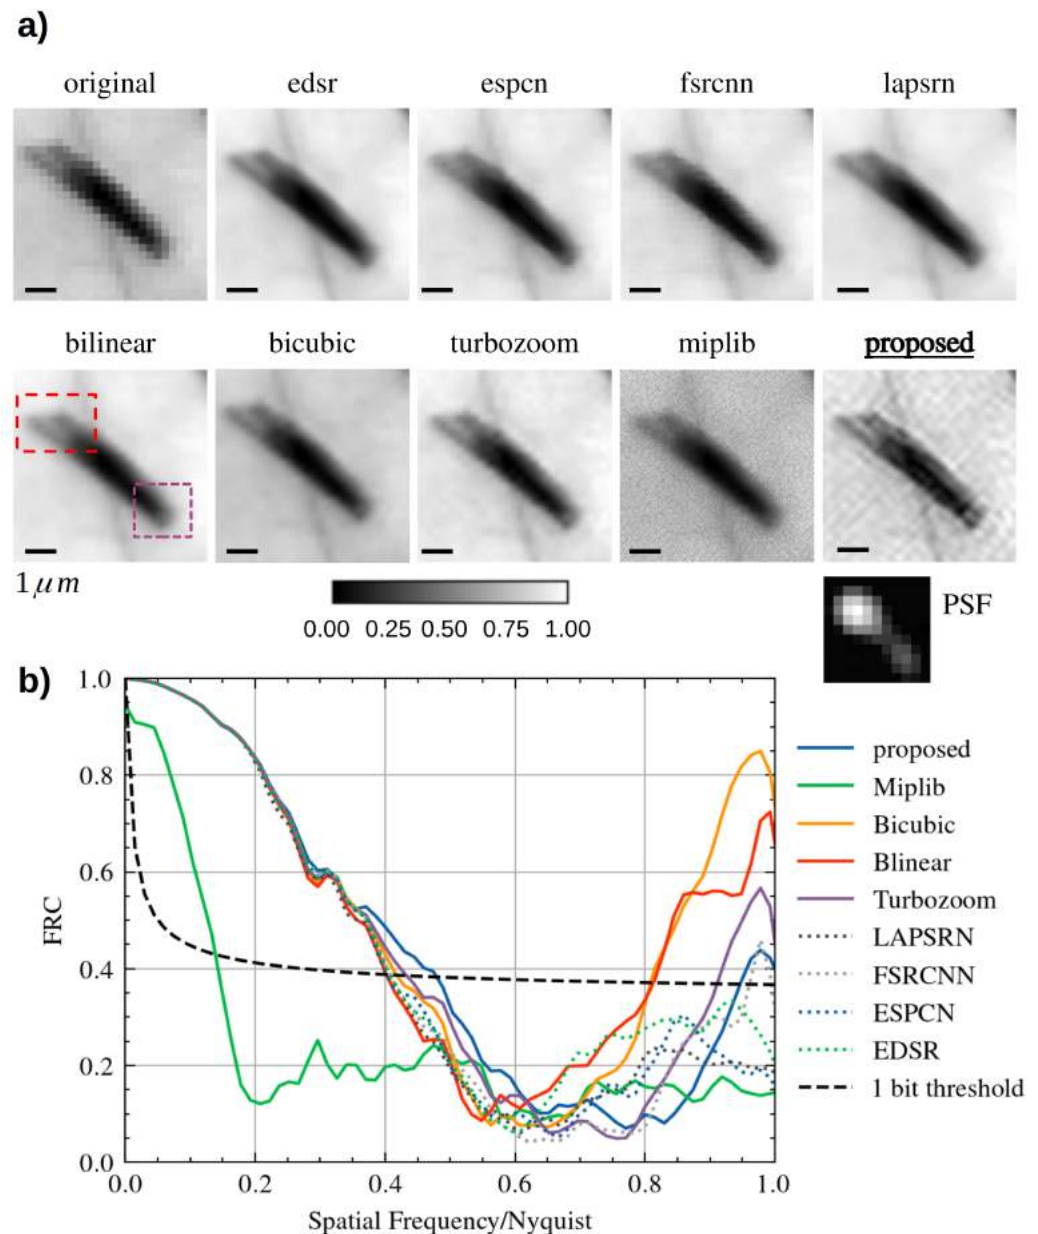 a)
original edsr espcn fsrcnn lapsrn
bilinear bicubic turbozoom miplib proposed
1 μm
0.00 0.25 0.50 0.75 1.00
PSF
b)
1.0
0.8
0.6
0.4
0.2
0.0
FRC
0.0 0.2 0.4 0.6 0.8 1.0
Spatial Frequency/Nyquist
proposed
Miplib
Bicubic
Blinear
Turbozoom
LAPSRN
FSRCNN
ESPCN
EDSR
1 bit threshold